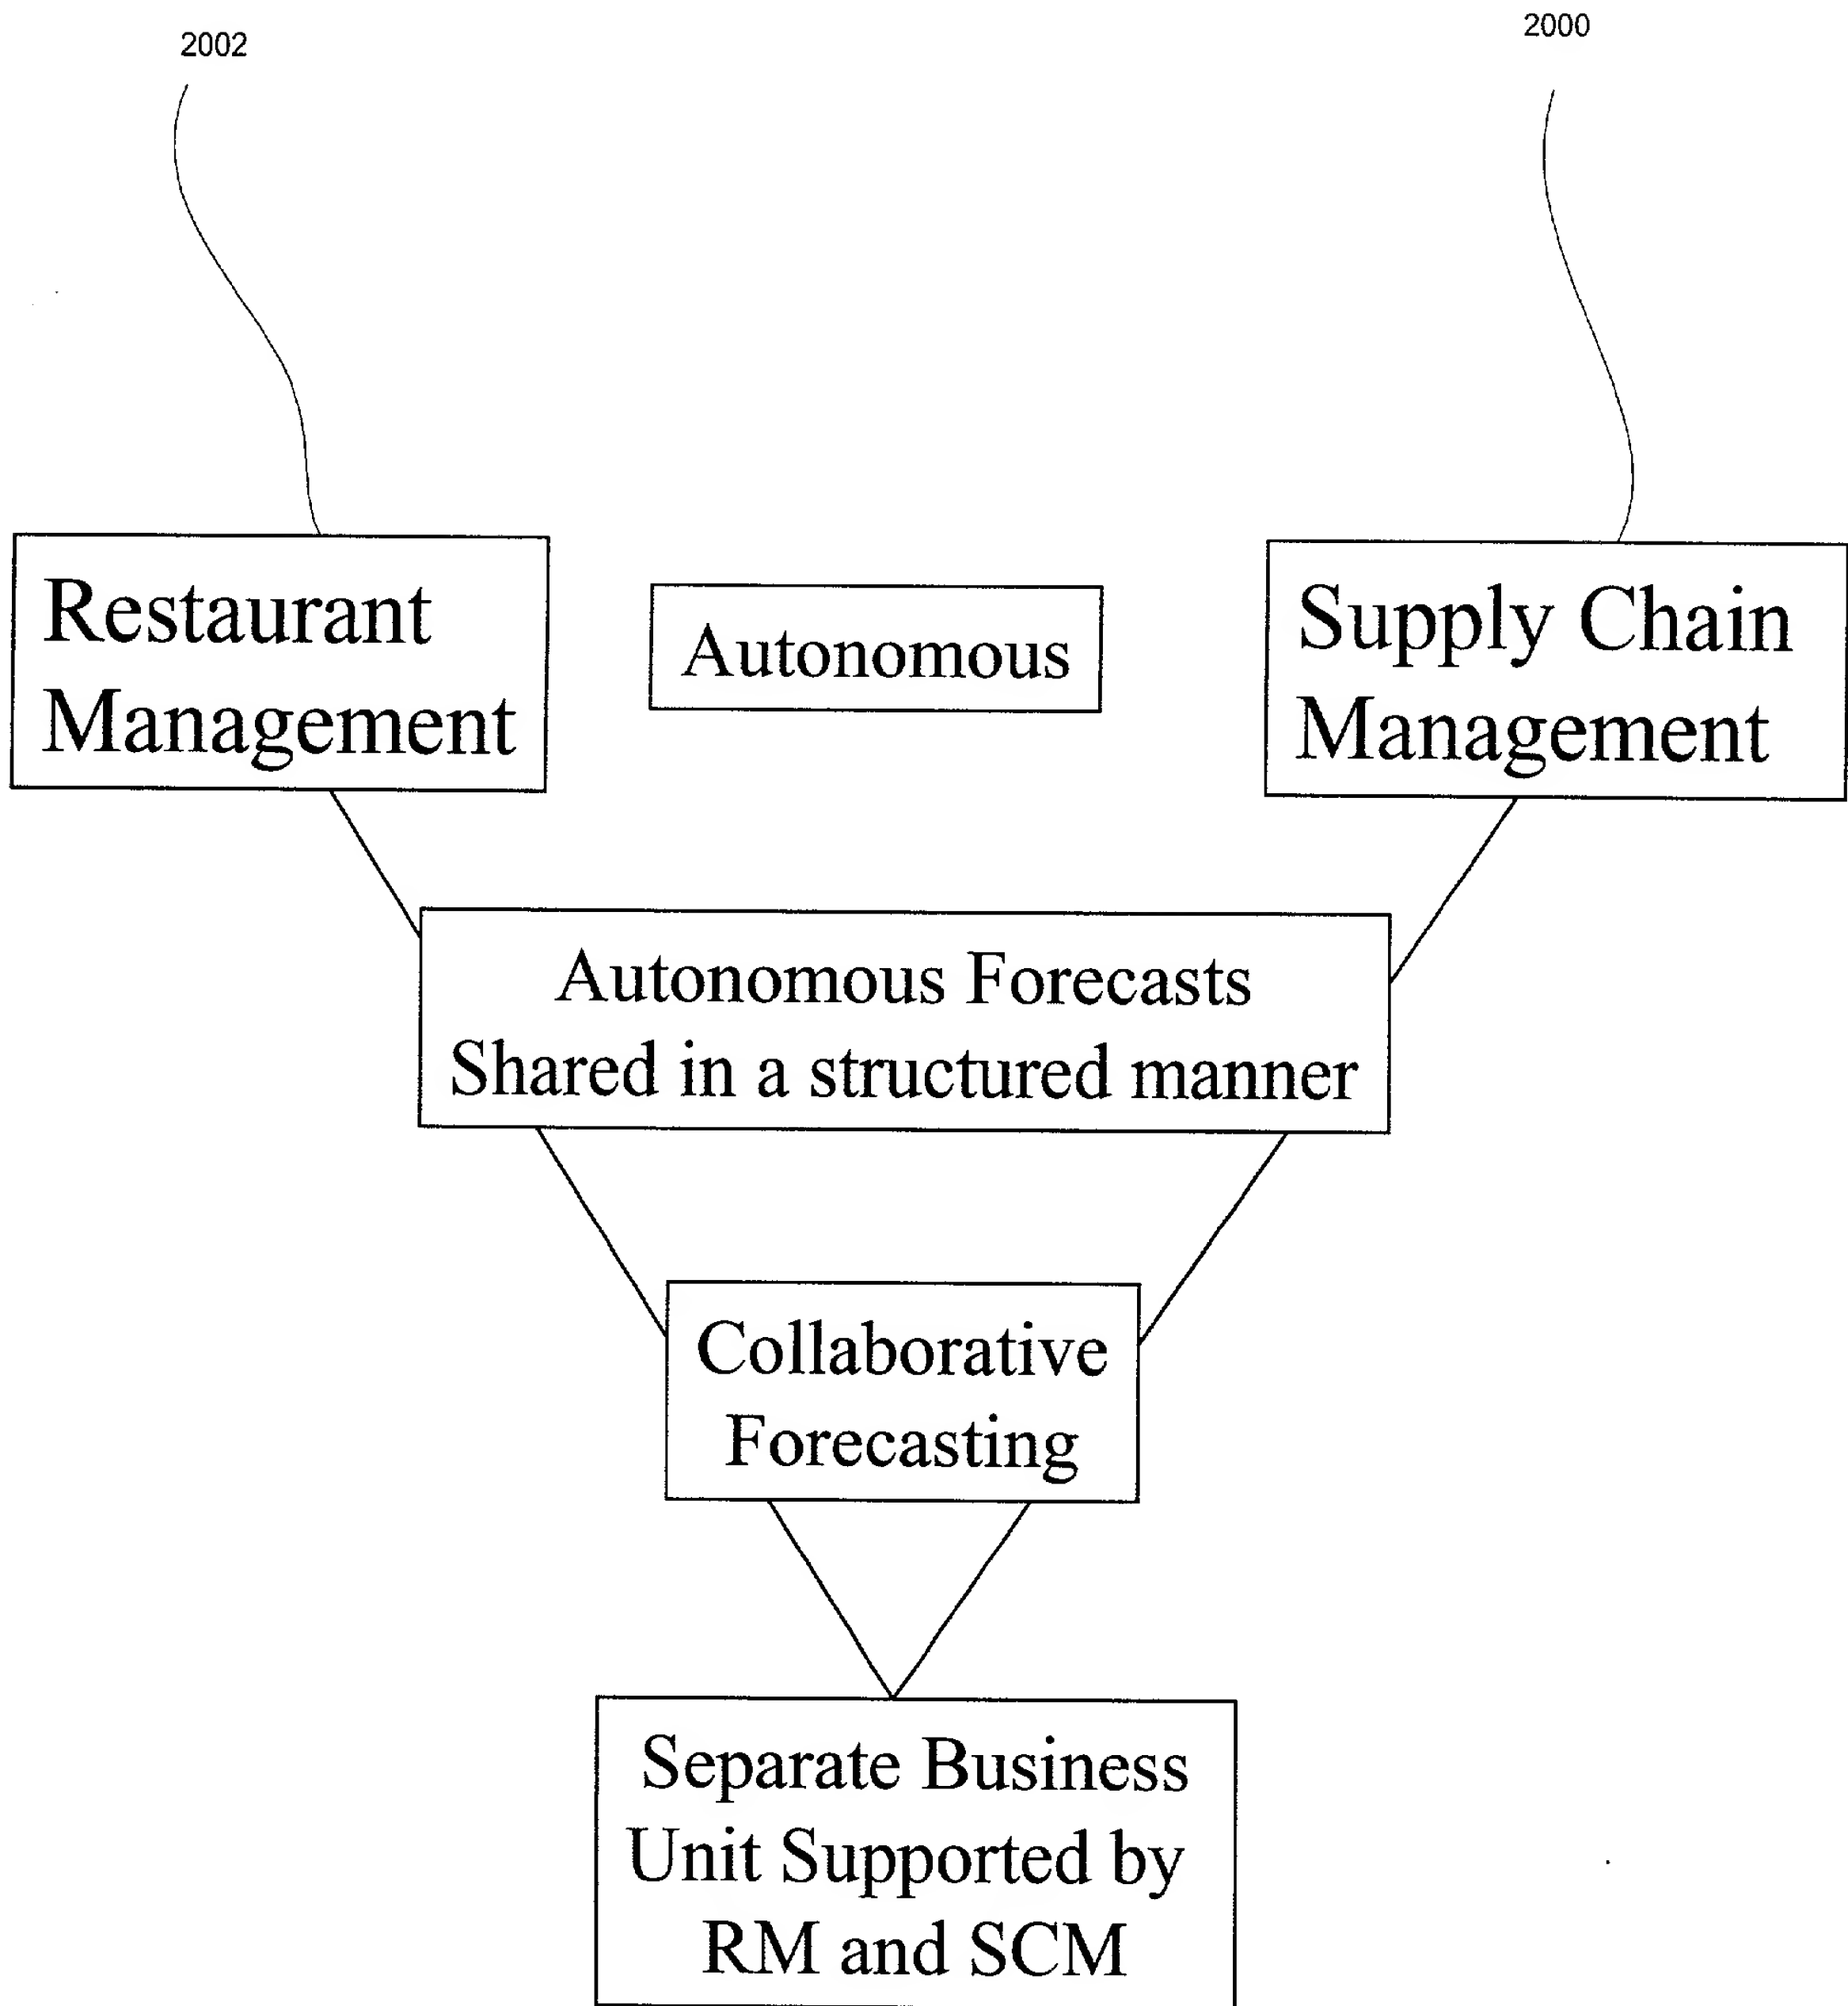 2002
2000
Restaurant
Management
Autonomous
Supply Chain
Management
Autonomous Forecasts
Shared in a structured manner
Collaborative
Forecasting
Separate Business
Unit Supported by
RM and SCM